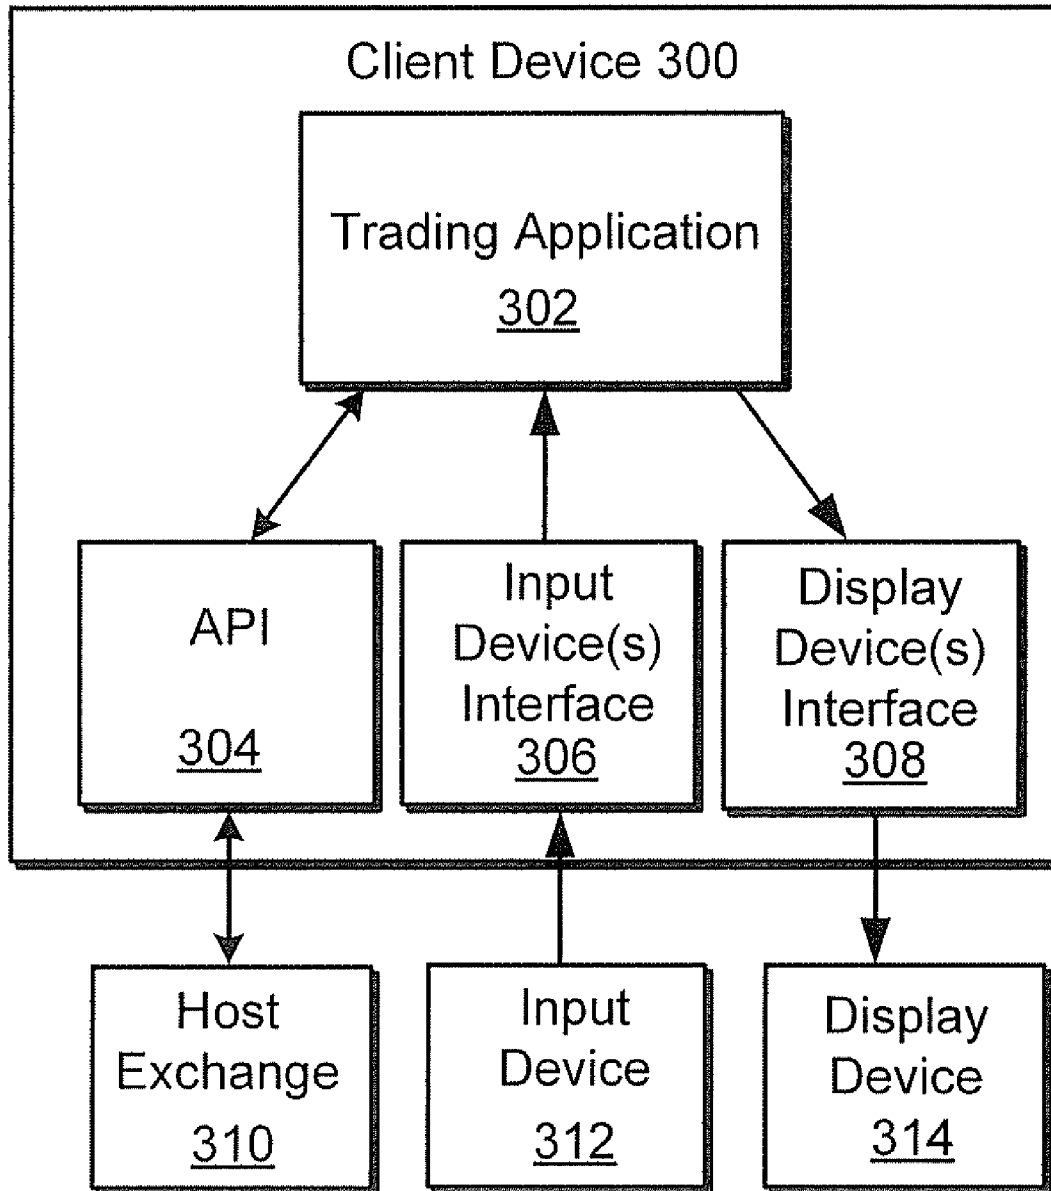 Client Device 300
Trading Application
302
API
304
Input
Device(s)
Interface
306
Display
Device(s)
Interface
308
Host
Exchange
310
Input
Device
312
Display
Device
314